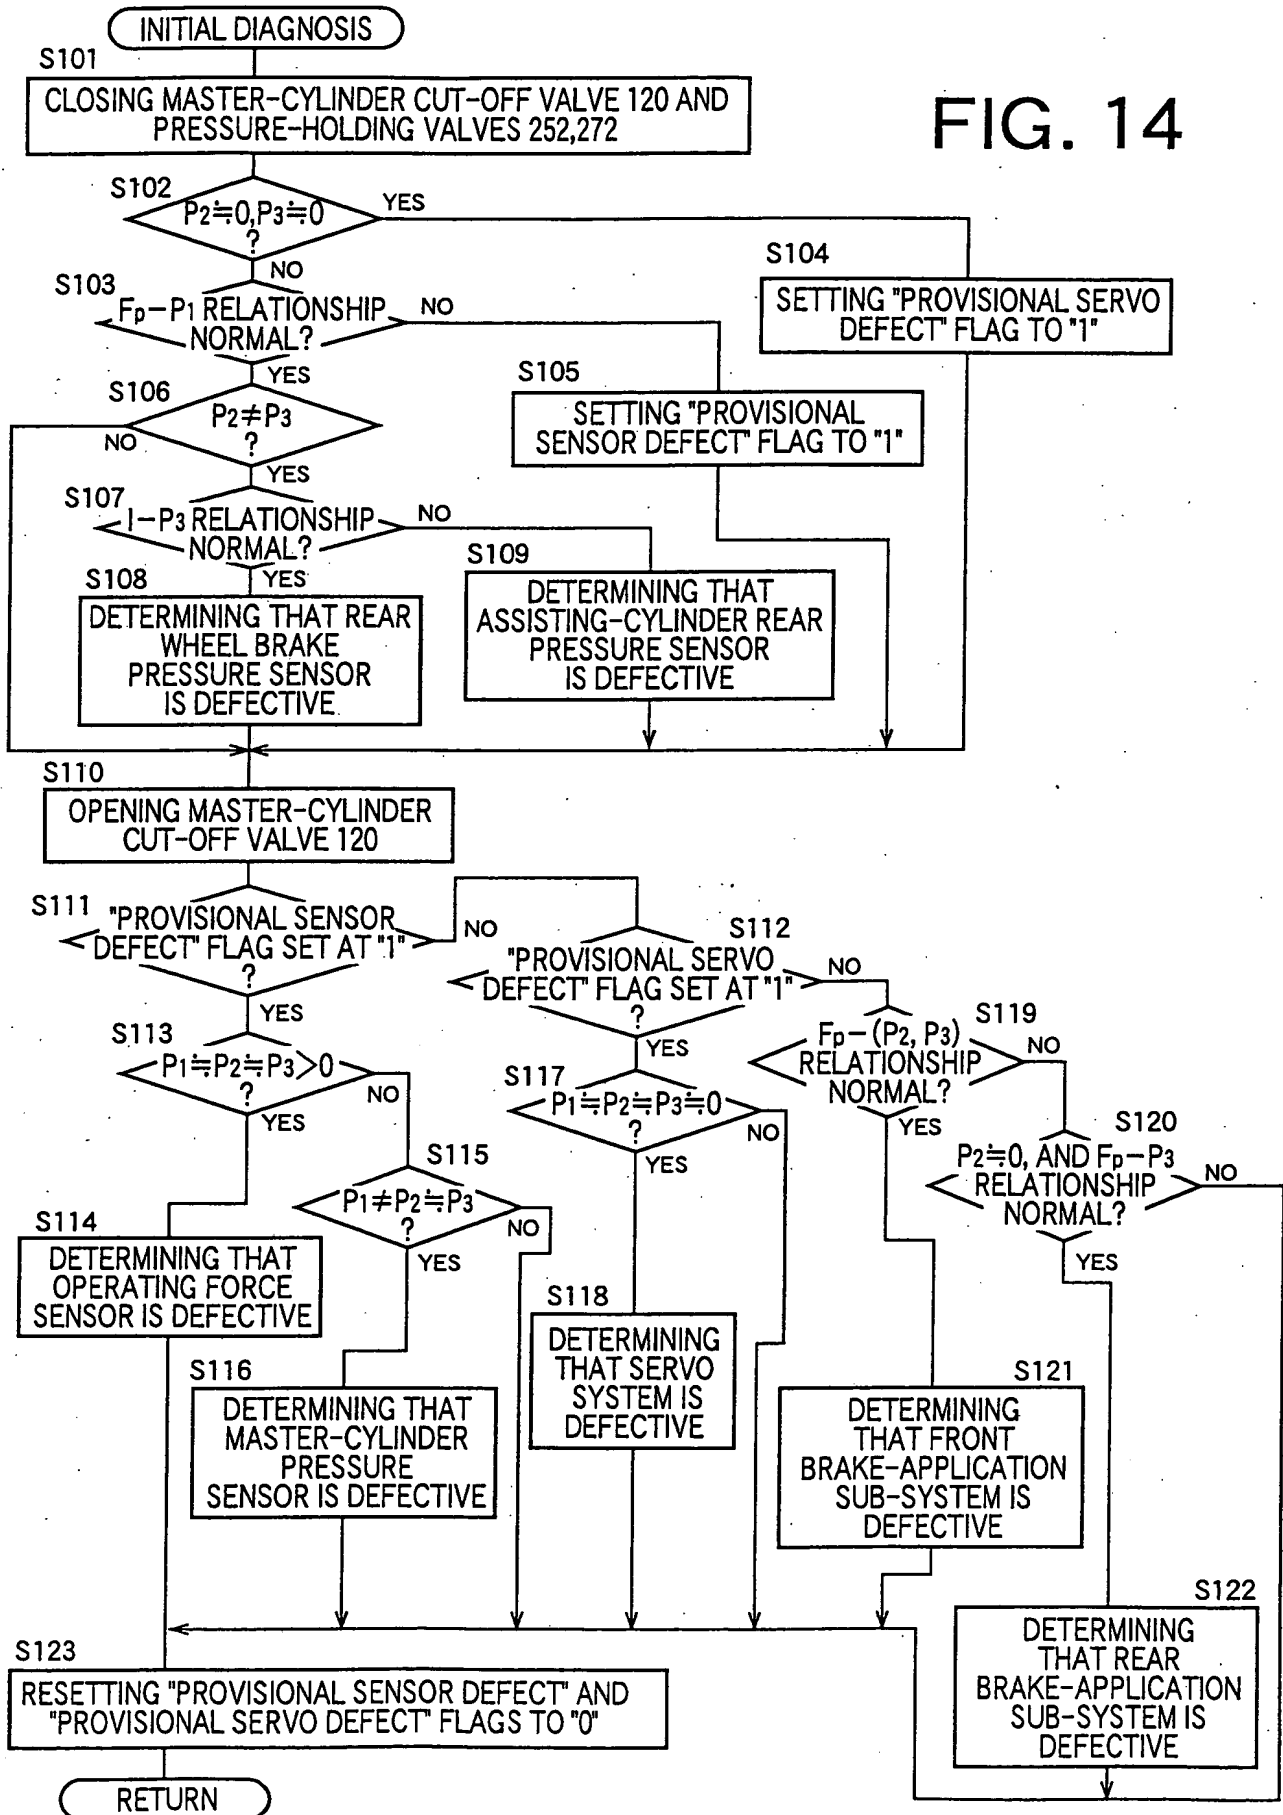 INITIAL DIAGNOSIS
S101
CLOSING MASTER-CYLINDER CUT-OFF VALVE 120 AND
PRESSURE-HOLDING VALVES 252,272
FIG. 14
S102
P2≒0,P3≒0
?
YES
NO
S103
Fp-P1 RELATIONSHIP
NORMAL?
NO
YES
S104
SETTING "PROVISIONAL SERVO
DEFECT" FLAG TO "1"
S105
SETTING "PROVISIONAL
SENSOR DEFECT" FLAG TO "1"
S106
P2≠P3
?
NO
YES
S107
I-P3 RELATIONSHIP
NORMAL?
NO
YES
S108
DETERMINING THAT REAR
WHEEL BRAKE
PRESSURE SENSOR
IS DEFECTIVE
S109
DETERMINING THAT
ASSISTING-CYLINDER REAR
PRESSURE SENSOR
IS DEFECTIVE
S110
OPENING MASTER-CYLINDER
CUT-OFF VALVE 120
S111
"PROVISIONAL SENSOR
DEFECT" FLAG SET AT "1"
?
NO
YES
S112
"PROVISIONAL SERVO
DEFECT" FLAG SET AT "1"
?
NO
YES
S113
P1≒P2≒P3>0
?
NO
YES
S114
DETERMINING THAT
OPERATING FORCE
SENSOR IS DEFECTIVE
S115
P1≠P2≒P3
?
NO
YES
S116
DETERMINING THAT
MASTER-CYLINDER
PRESSURE
SENSOR IS DEFECTIVE
S117
P1≒P2≒P3≒0
?
NO
YES
S118
DETERMINING
THAT SERVO
SYSTEM IS
DEFECTIVE
S119
Fp-(P2, P3)
RELATIONSHIP
NORMAL?
NO
YES
S120
P2≒0, AND Fp-P3
RELATIONSHIP
NORMAL?
NO
YES
S121
DETERMINING
THAT FRONT
BRAKE-APPLICATION
SUB-SYSTEM IS
DEFECTIVE
S122
DETERMINING
THAT REAR
BRAKE-APPLICATION
SUB-SYSTEM IS
DEFECTIVE
S123
RESETTING "PROVISIONAL SENSOR DEFECT" AND
"PROVISIONAL SERVO DEFECT" FLAGS TO "0"
RETURN